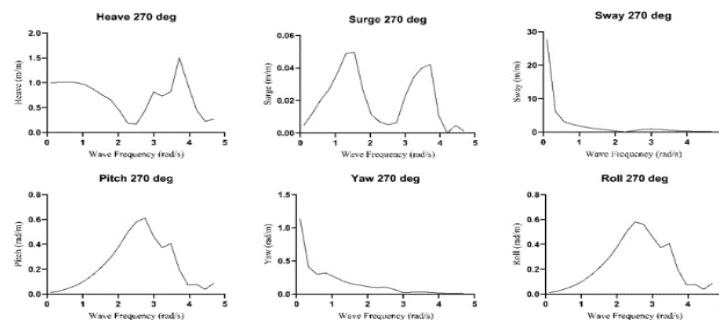 Heave 270 deg
Surge 270 deg
Sway 270 deg
Heave (m/m)
2.0
1.5
1.0
0.5
0.0
0 1 2 3 4 5
Wave Frequency (rad/s)
Surge (m/m)
0.06
0.04
0.02
0.00
0 1 2 3 4 5
Wave Frequency (rad/s)
Sway (m/m)
30
20
10
0
0 1 2 3 4
Wave Frequency (rad/s)
Pitch 270 deg
Yaw 270 deg
Roll 270 deg
Pitch (rad/m)
0.8
0.6
0.4
0.2
0.0
0 1 2 3 4 5
Wave Frequency (rad/s)
Yaw (rad/m)
1.5
1.0
0.5
0.0
0 1 2 3 4 5
Wave Frequency (rad/s)
Roll (rad/m)
0.8
0.6
0.4
0.2
0.0
0 1 2 3 4
Wave Frequency (rad/s)